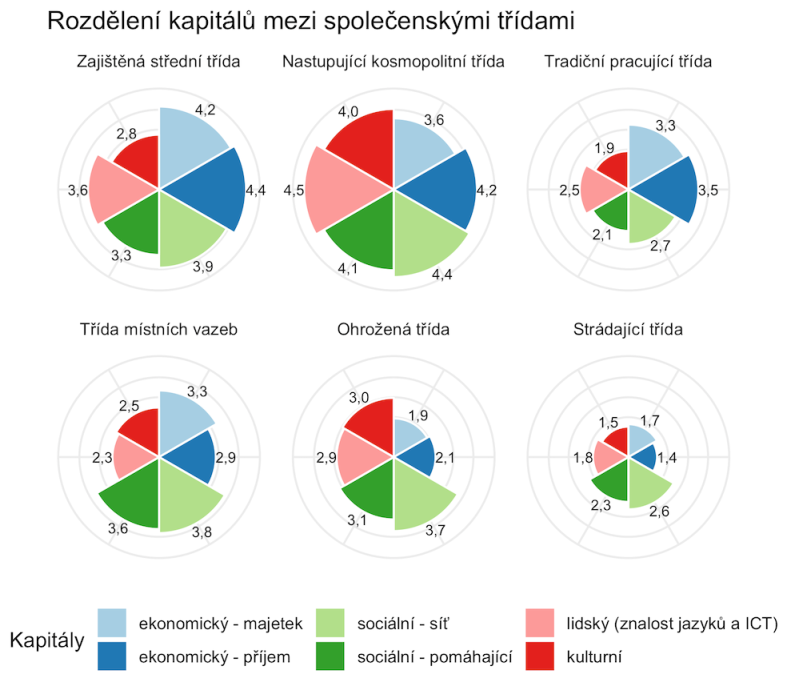 Rozdělení kapitálů mezi společenskými třídami
Zajištěná střední třída
Nastupující kosmopolitní třída
Tradiční pracující třída
4,2
2,8
3,6
4,4
3,3
3,9
4,0
3,6
4,5
4,2
4,1
4,4
3,3
1,9
2,5
3,5
2,1
2,7
Třída místních vazeb
Ohrožená třída
Strádající třída
3,3
2,5
2,3
2,9
3,6
3,8
3,0
1,9
2,9
2,1
3,1
3,7
1,5
1,7
1,8
1,4
2,3
2,6
Kapitály
ekonomický - majetek
sociální - síť
lidský (znalost jazyků a ICT)
ekonomický - příjem
sociální - pomáhající
kulturní